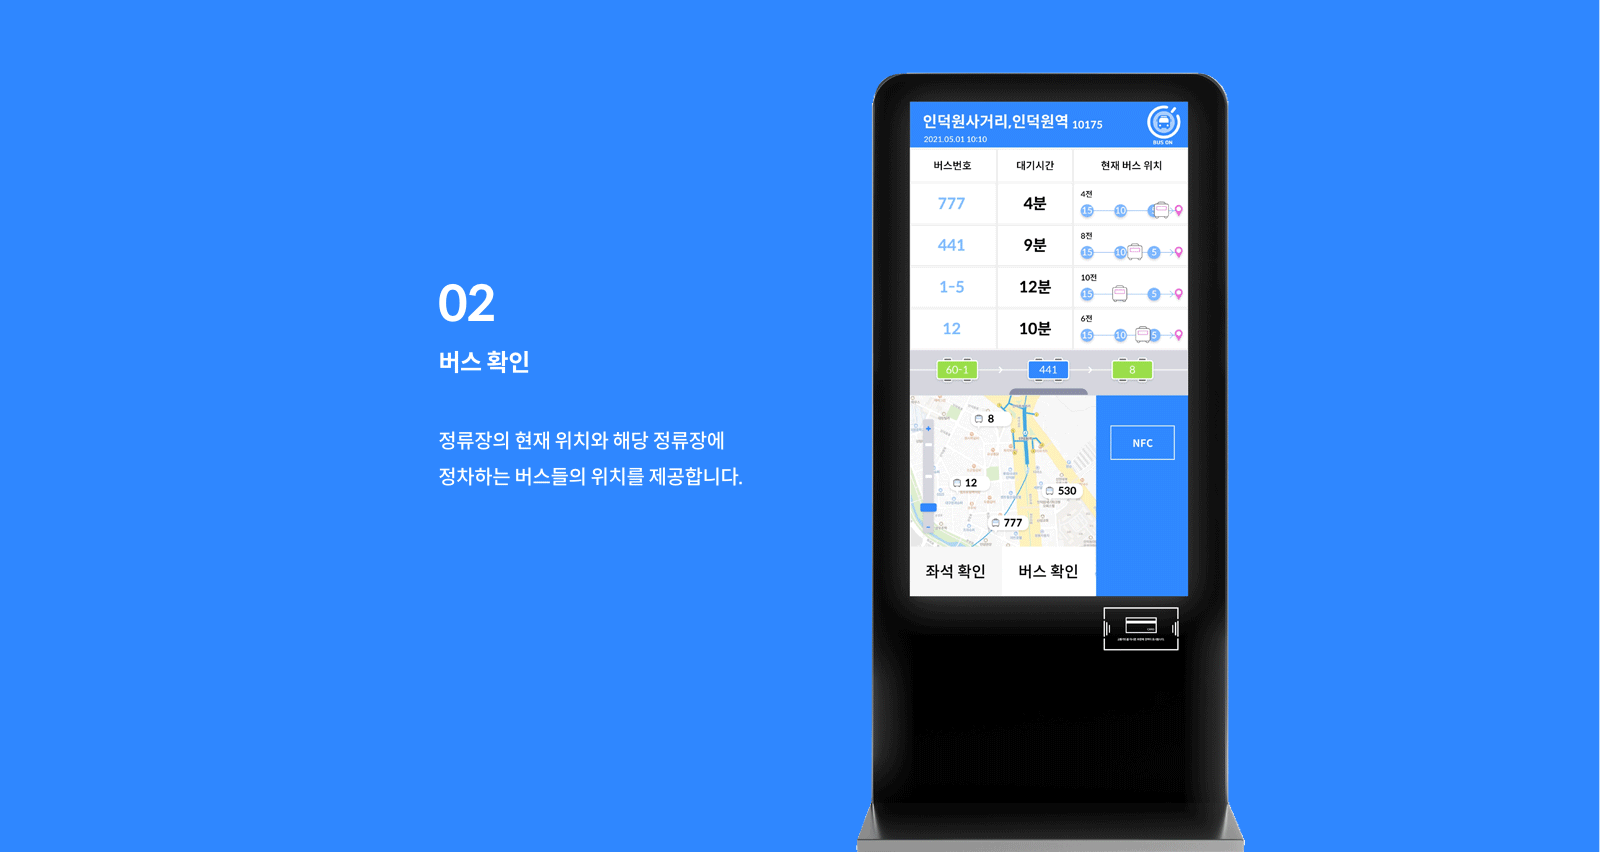 02
버스 확인
정류장의 현재 위치와 해당 정류장에
정차하는 버스들의 위치를 제공합니다.
인덕원사거리,인덕원역 10175
2021.05.01 10:10
BUS ON
버스번호 대기시간 현재 버스 위치
777 4분 4전
15 10
441 9분 8전
15 10 5
1-5 12분 10전
15 5
12 10분 6전
15 10 5
60-1 441 8
8
12
530
777
NFC
좌석 확인 버스 확인